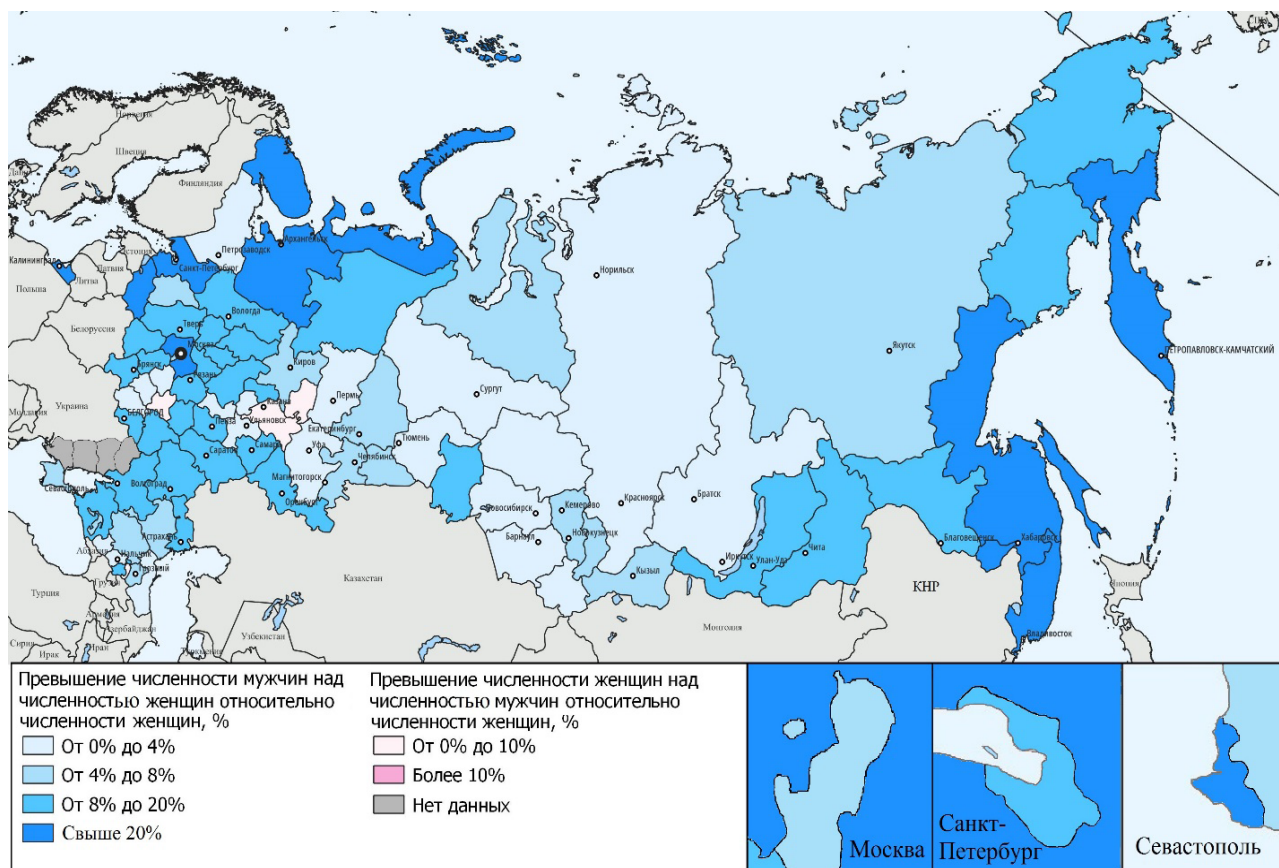 Норвегия
Швеция
Финляндия
Эстония
Латвия
Литва
Польша
Белоруссия
Украина
Молдавия
Калининград
Санкт-Петербург
Петрозаводск
Архангельск
Норильск
Вологда
Тверь
Москва
Брянск
Рязань
Киров
Якутск
ПЕТРОПАВЛОВСК-КАМЧАТСКИЙ
Сургут
Пермь
Казань
БЕЛГОРОД
Пенза
Ульяновск
Екатеринбург
Тюмень
Уфа
Самара
Саратов
Челябинск
Магнитогорск
Севастополь
Волгоград
Оренбург
Новосибирск
Кемерово
Красноярск
Братск
Барнаул
Новокузнецк
Астрахань
Абхазия
Нальчик
Грозный
Грузия
Кызыл
Иркутск
Улан-Удэ
Чита
Благовещенск
Хабаровск
Владивосток
Казахстан
КНР
Япония
Турция
Армения
Азербайджан
Узбекистан
Монголия
Сирия
Ирак
Иран
Туркмения
Превышение численности мужчин над
численностью женщин относительно
численности женщин, %
От 0% до 4%
От 4% до 8%
От 8% до 20%
Свыше 20%
Превышение численности женщин над
численностью мужчин относительно
численности женщин, %
От 0% до 10%
Более 10%
Нет данных
Москва
Санкт-
Петербург
Севастополь